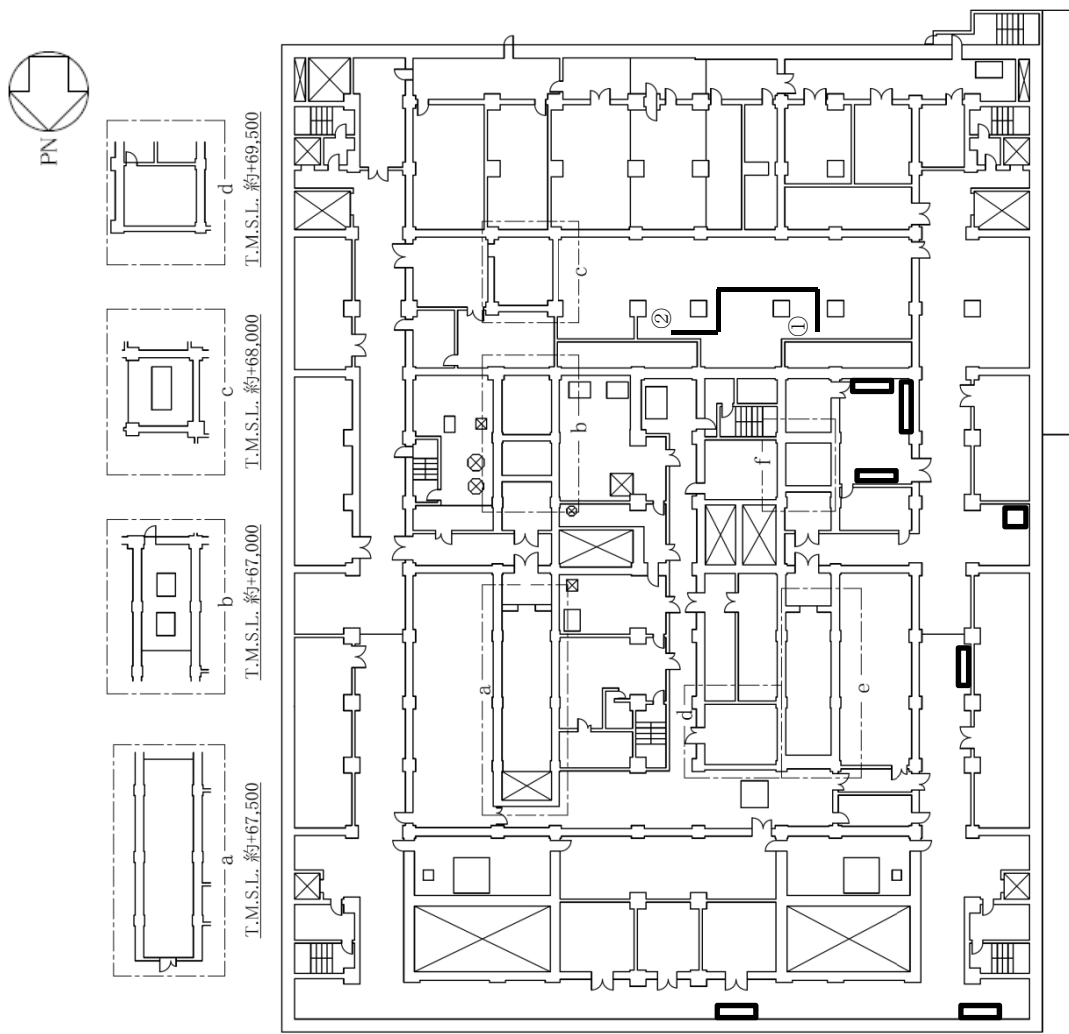 PN
d
T.M.S.L. 約+69,500
c
T.M.S.L. 約+68,000
b
T.M.S.L. 約+67,000
a
T.M.S.L. 約+67,500
c
②
①
b
f
a
d
e